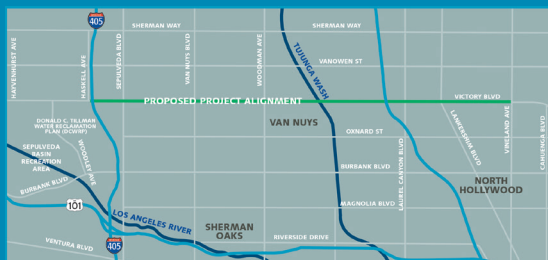 405
SHERMAN WAY
SHERMAN WAY
HAYVENHURST AVE
HASKELL AVE
SEPULVEDA BLVD
VAN NUYS BLVD
WOODMAN AVE
TUJUNGA WASH
VANOWEN ST
PROPOSED PROJECT ALIGNMENT
VICTORY BLVD
DONALD C. TILLMAN
WATER RECLAMATION
PLAN (DCWRP)
VAN NUYS
OXNARD ST
LANKERSHIM BLVD
VINELAND AVE
CAHUENGA BLVD
SEPULVEDA
BASIN
RECREATION
AREA
WOODLEY AVE
BURBANK BLVD
BURBANK BLVD
LAUREL CANYON BLVD
NORTH
HOLLYWOOD
101
LOS ANGELES RIVER
MAGNOLIA BLVD
SHERMAN
OAKS
RIVERSIDE DRIVE
VENTURA BLVD
405